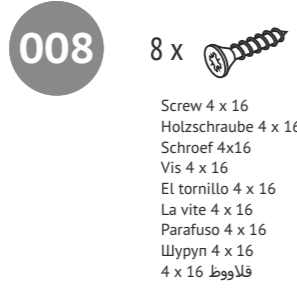 008
8 x
Screw 4 x 16
Holzschraube 4 x 16
Schroef 4x16
Vis 4 x 16
El tornillo 4 x 16
La vite 4 x 16
Parafuso 4 x 16
Шуруп 4 x 16
قلاووظ 4 x 16